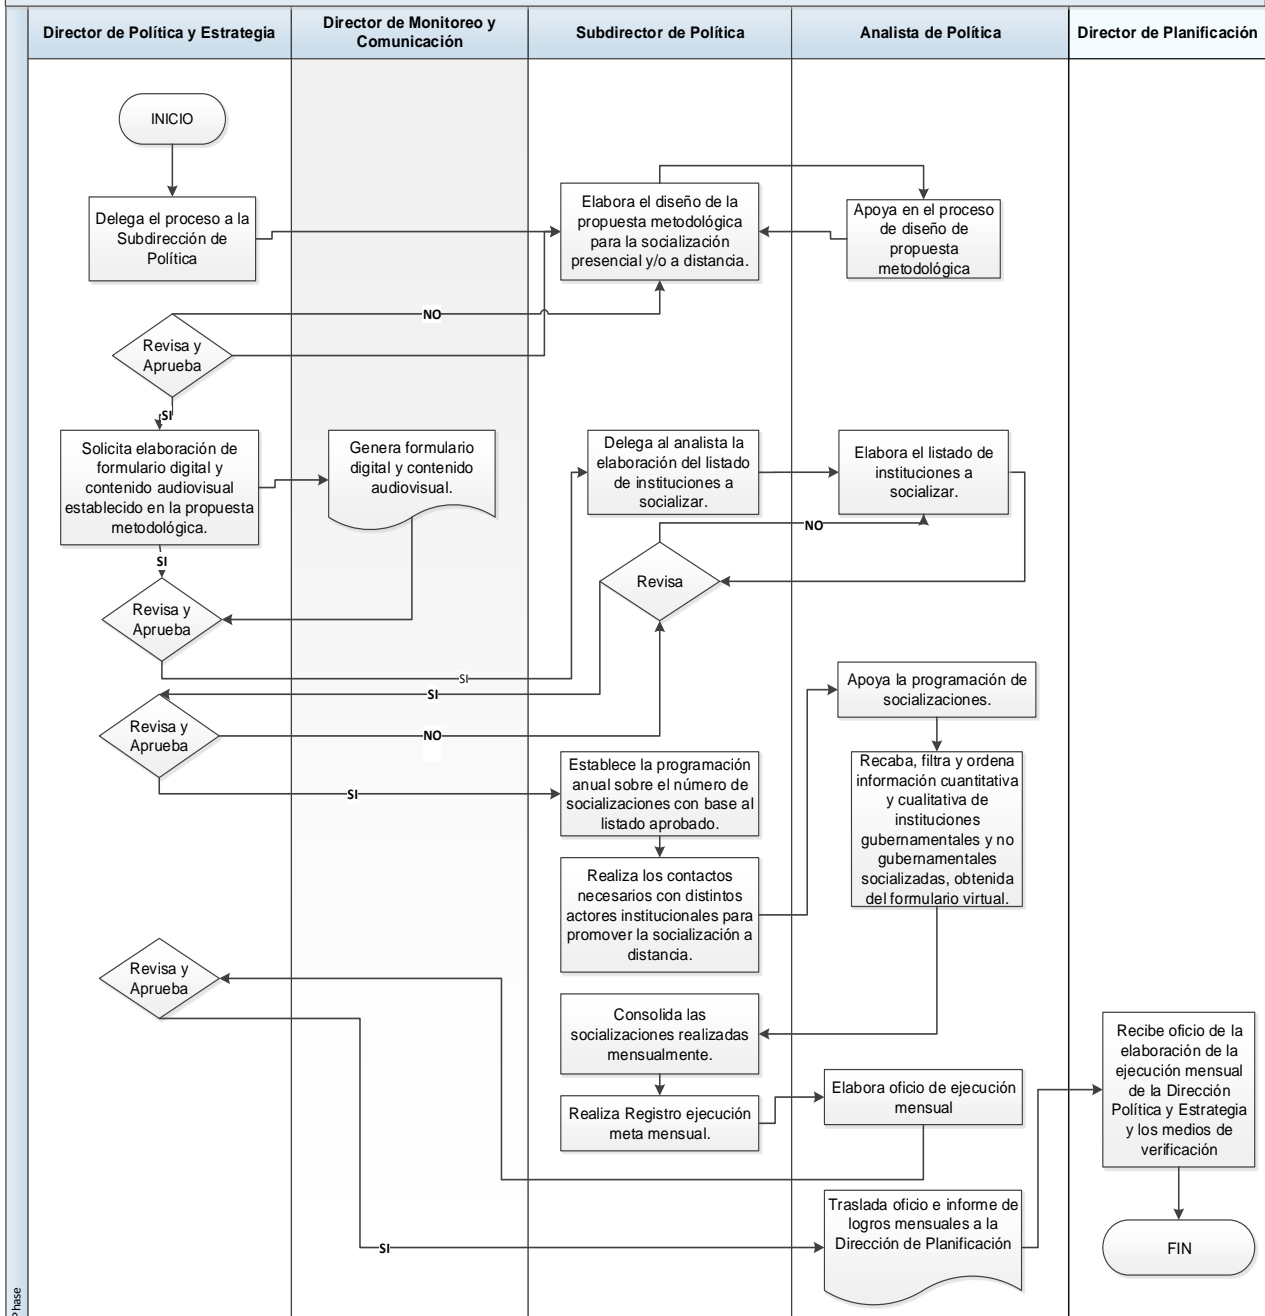 Director de Política y Estrategia
Director de Monitoreo y
Comunicación
Subdirector de Política
Analista de Política
Director de Planificación
INICIO
Delega el proceso a la
Subdirección de
Política
Elabora el diseño de la
propuesta metodológica
para la socialización
presencial y/o a distancia.
Apoya en el proceso
de diseño de
propuesta
metodológica
NO
Revisa y
Aprueba
SI
Solicita elaboración de
formulario digital y
contenido audiovisual
establecido en la propuesta
metodológica.
Genera formulario
digital y contenido
audiovisual.
Delega al analista la
elaboración del listado
de instituciones a
socializar.
Elabora el listado de
instituciones a
socializar.
NO
SI
Revisa
Revisa y
Aprueba
SI
SI
Revisa y
Aprueba
NO
Apoya la programación de
socializaciones.
Establece la programación
anual sobre el número de
socializaciones con base al
listado aprobado.
SI
Recaba, filtra y ordena
información cuantitativa
y cualitativa de
instituciones
gubernamentales y no
gubernamentales
socializadas, obtenida
del formulario virtual.
Realiza los contactos
necesarios con distintos
actores institucionales para
promover la socialización a
distancia.
Revisa y
Aprueba
Consolida las
socializaciones realizadas
mensualmente.
Realiza Registro ejecución
meta mensual.
Elabora oficio de ejecución
mensual
Recibe oficio de la
elaboración de la
ejecución mensual
de la Dirección
Política y Estrategia
y los medios de
verificación
Traslada oficio e informe de
logros mensuales a la
Dirección de Planificación
SI
FIN
Phase